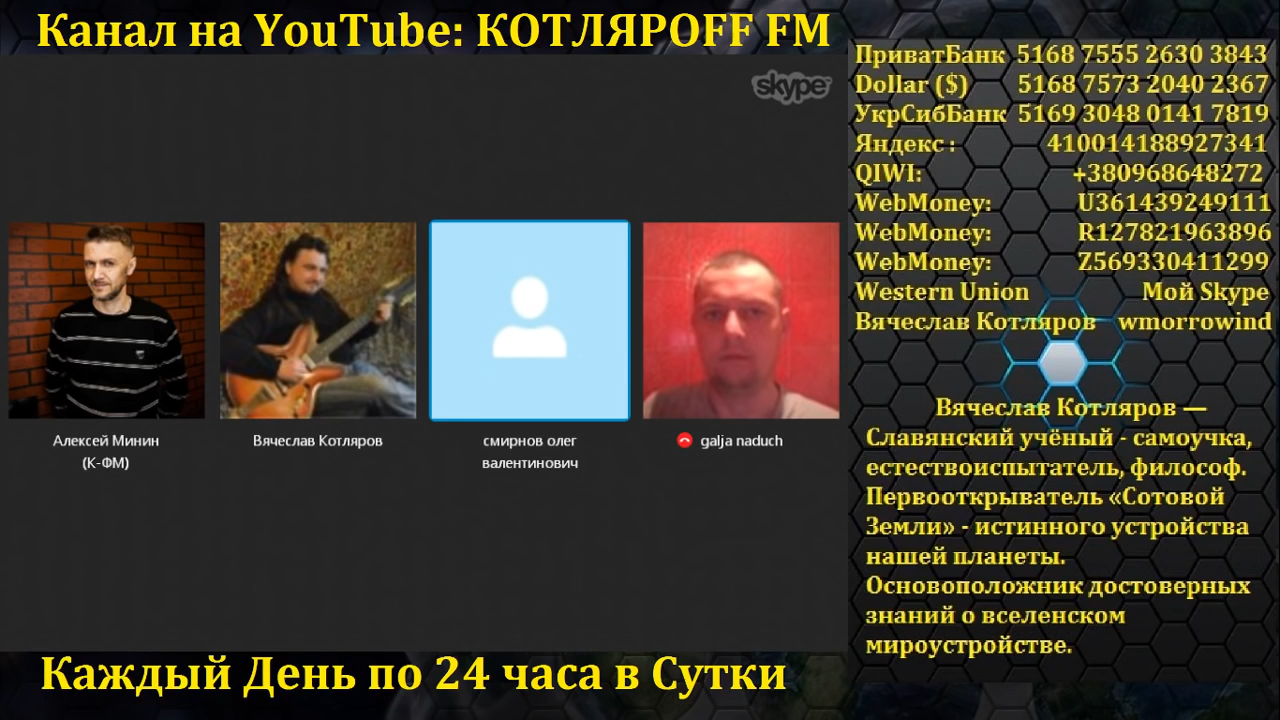 Канал на YouTube: КОТЛЯРОFF FM
skype
Алексей Минин
(К-ФМ)
Вячеслав Котляров
смирнов олег
валентинович
galja naduch
Каждый День по 24 часа в Сутки
ПриватБанк 5168 7555 2630 3843
Dollar ($) 5168 7573 2040 2367
УкрСибБанк 5169 3048 0141 7819
Яндекс : 410014188927341
QIWI: +380968648272
WebMoney: U361439249111
WebMoney: R127821963896
WebMoney: Z569330411299
Western Union Мой Skype
Вячеслав Котляров wmorrowind
Вячеслав Котляров —
Славянский учёный - самоучка,
естествоиспытатель, философ.
Первооткрыватель «Сотовой
Земли» - истинного устройства
нашей планеты.
Основоположник достоверных
знаний о вселенском
мироустройстве.